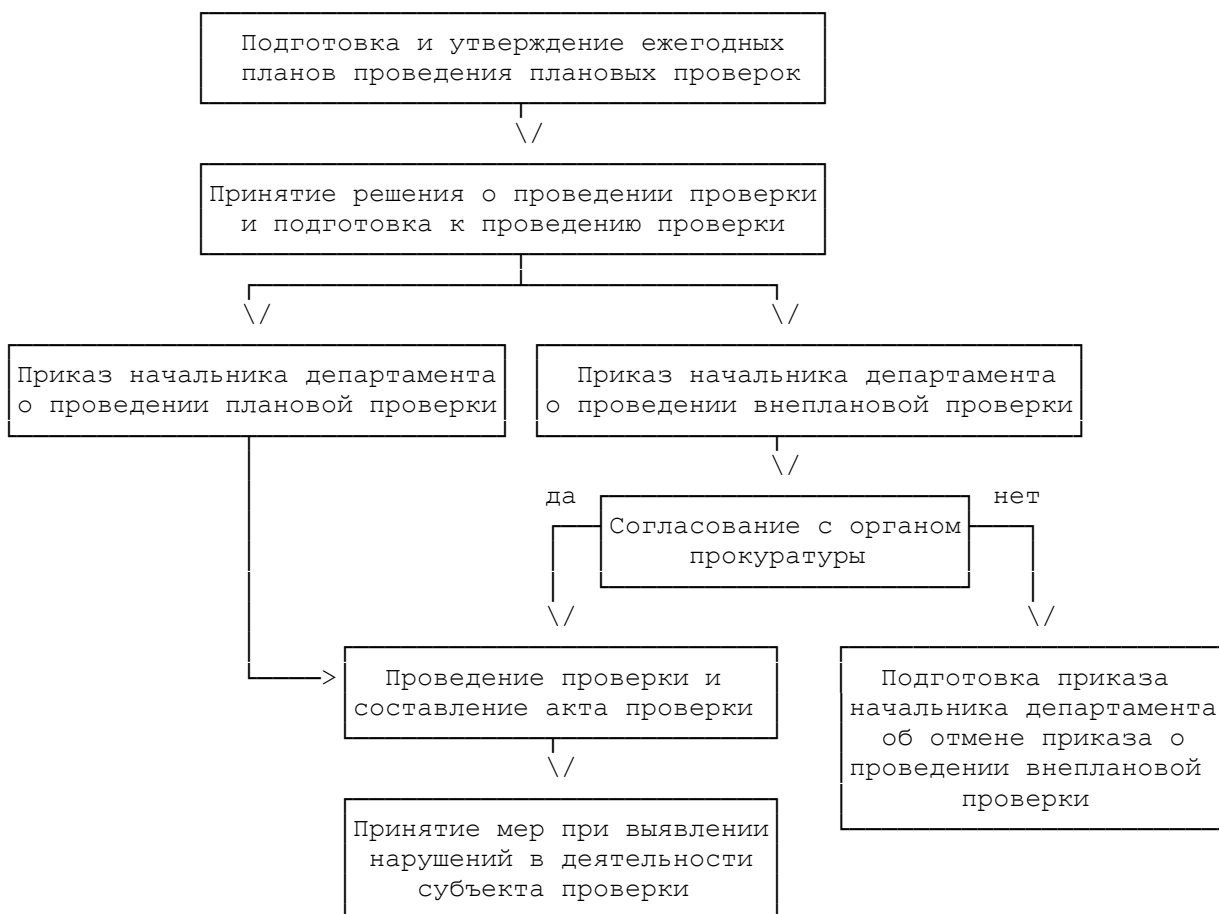 Подготовка и утверждение ежегодных
планов проведения плановых проверок
Принятие решения о проведении проверки
и подготовка к проведению проверки
Приказ начальника департамента
о проведении плановой проверки
Приказ начальника департамента
о проведении внеплановой проверки
да
нет
Согласование с органом
прокуратуры
Проведение проверки и
составление акта проверки
Подготовка приказа
начальника департамента
об отмене приказа о
проведении внеплановой
проверки
Принятие мер при выявлении
нарушений в деятельности
субъекта проверки